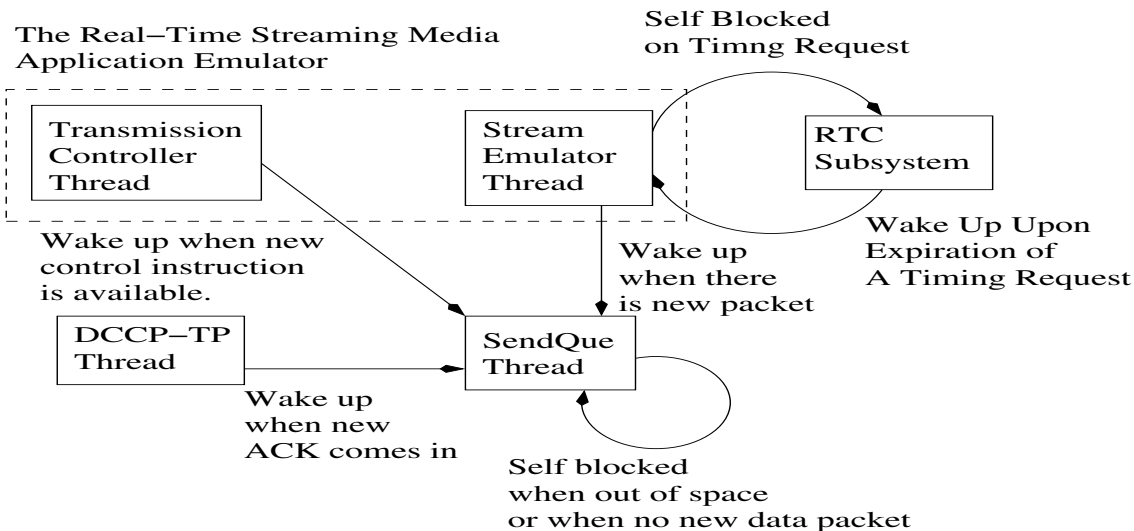 The Real–Time Streaming Media
Application Emulator
Self Blocked
on Timng Request
Transmission
Controller
Thread
Stream
Emulator
Thread
RTC
Subsystem
Wake up when new
control instruction
is available.
Wake up
when there
is new packet
Wake Up Upon
Expiration of
A Timing Request
DCCP–TP
Thread
SendQue
Thread
Wake up
when new
ACK comes in
Self blocked
when out of space
or when no new data packet